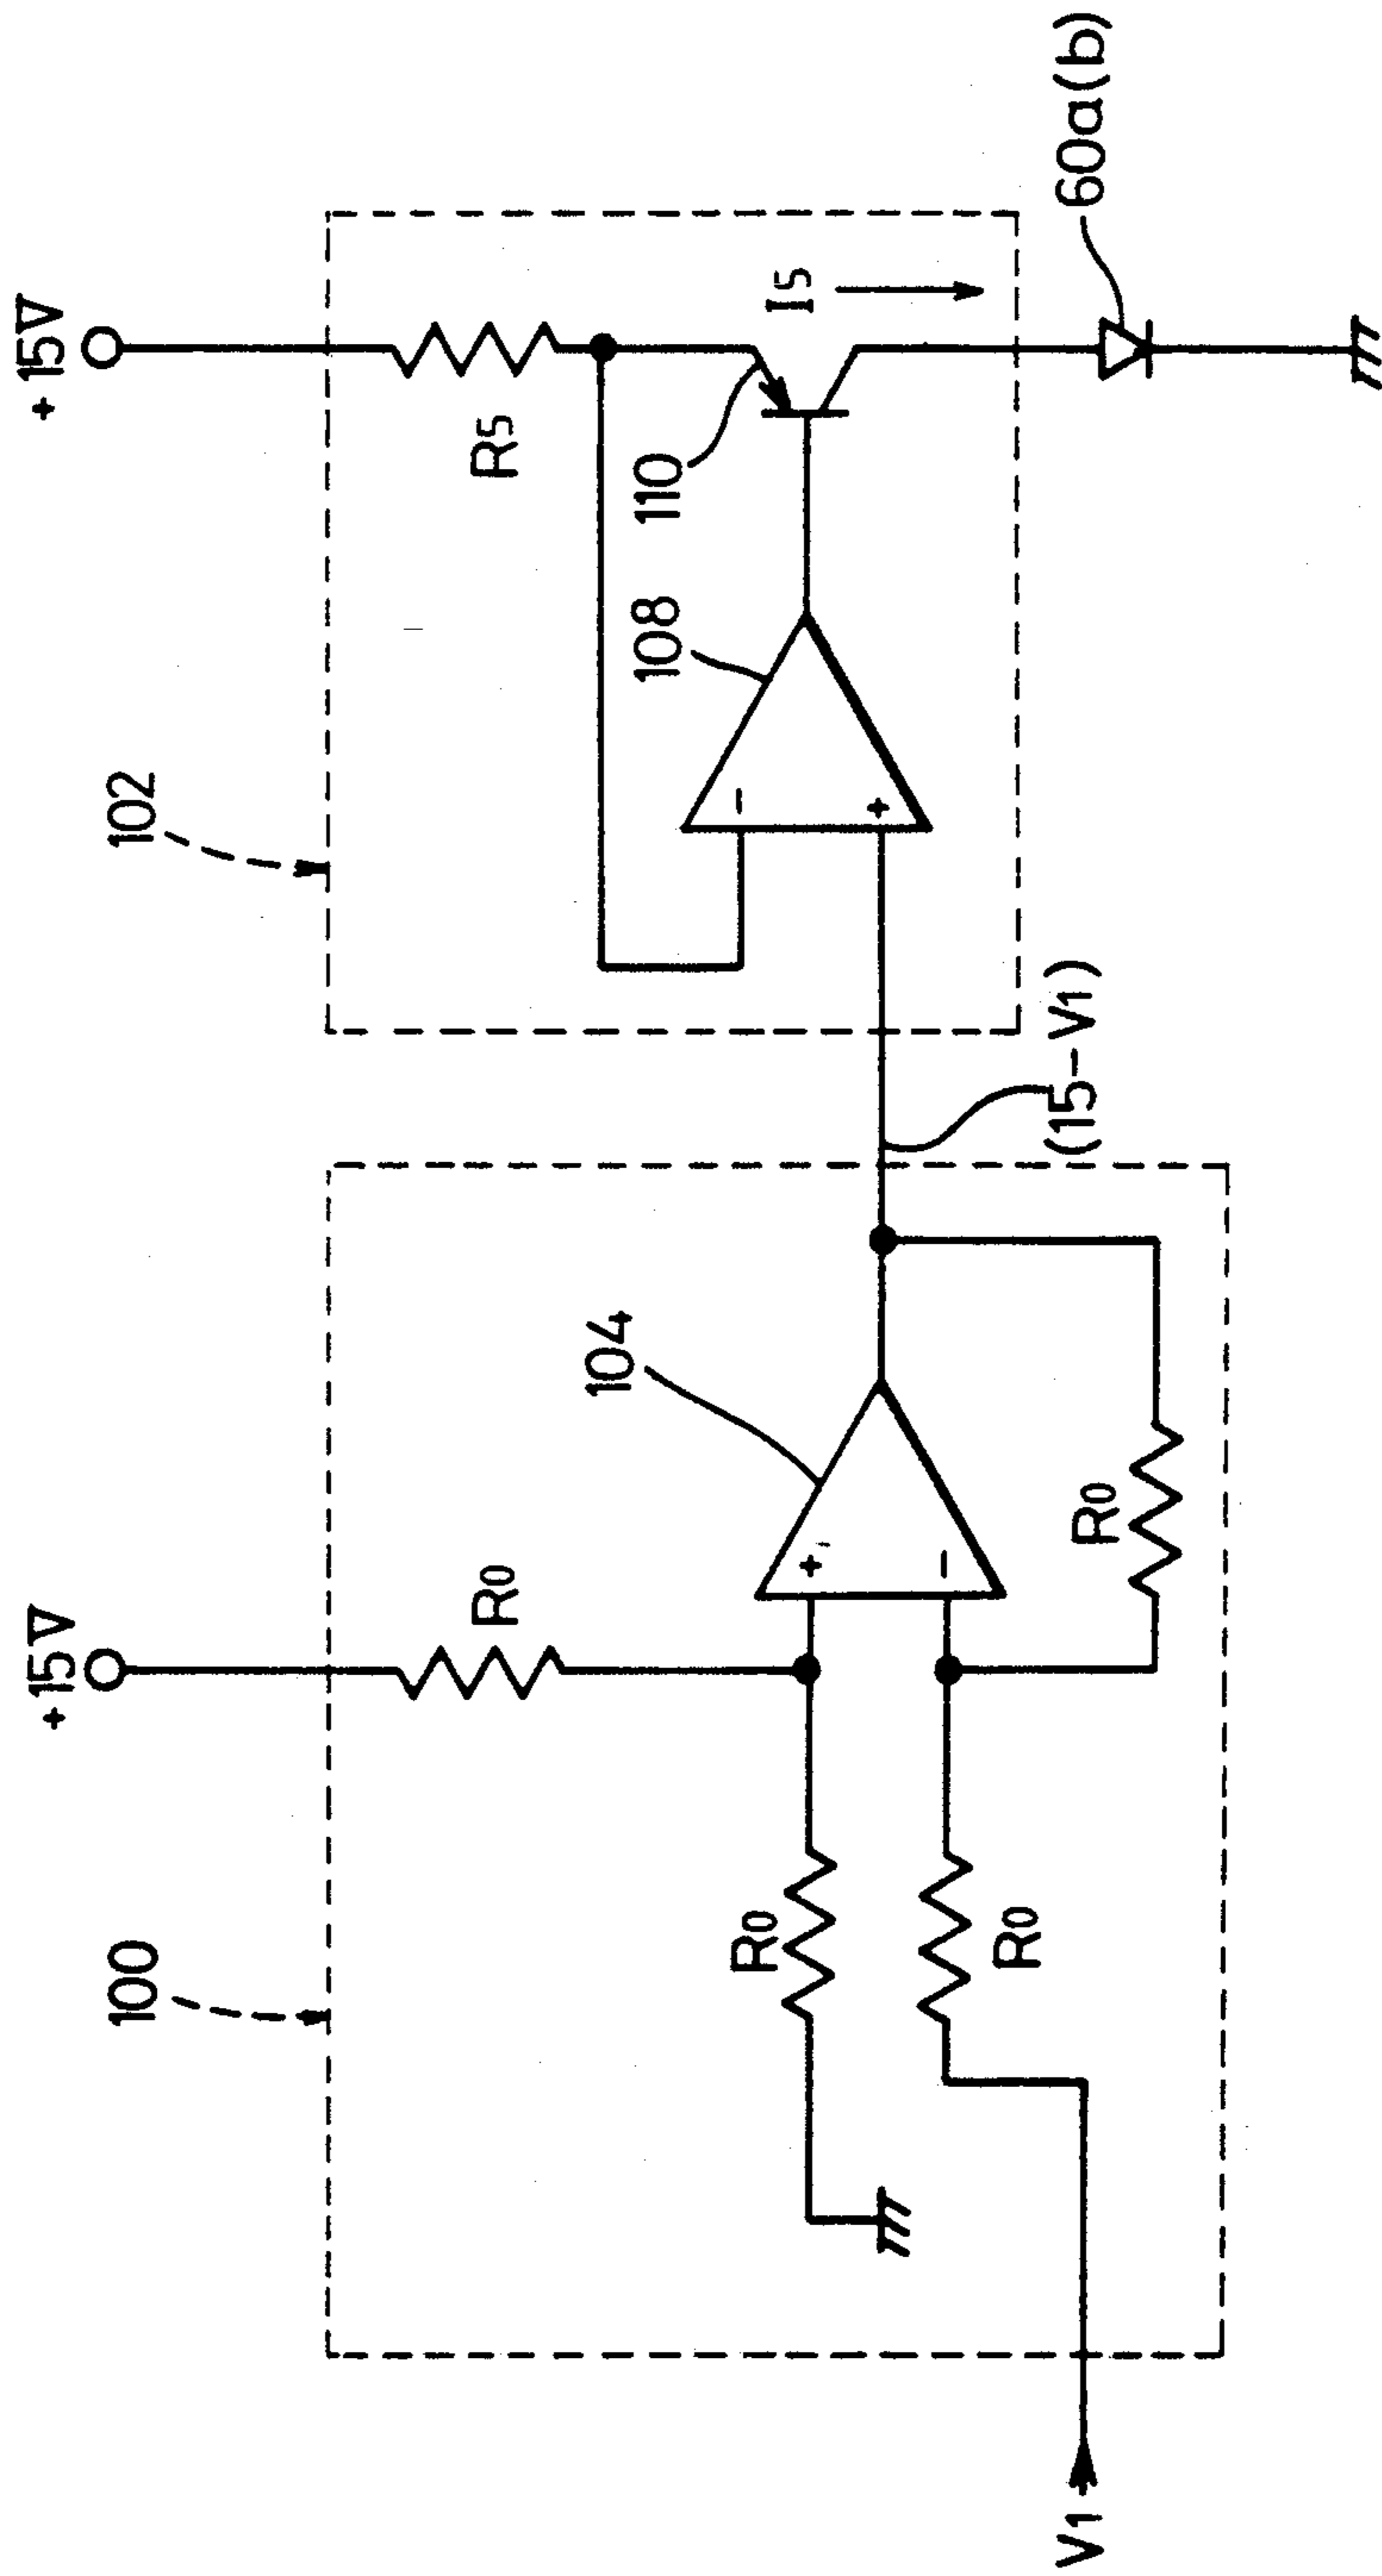 100
+15V
R0
104
R0
R0
R0
V1
(15-V1)
102
+15V
R5
108
110
I5
-
+
+
-
60a(b)